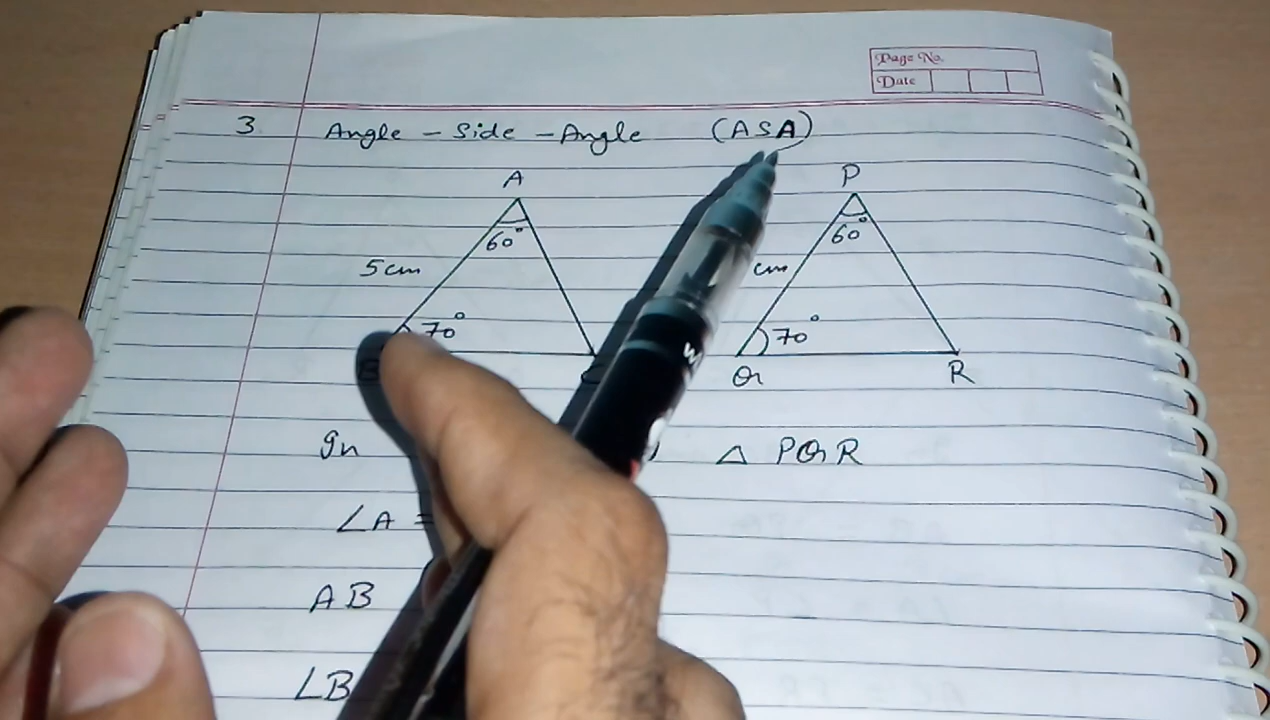 Page No.
Date
3 Angle - Side - Angle (ASA)
A P
60° 60°
5cm cm
70° 70°
Q R
In △ PQR
∠A =
AB
∠B